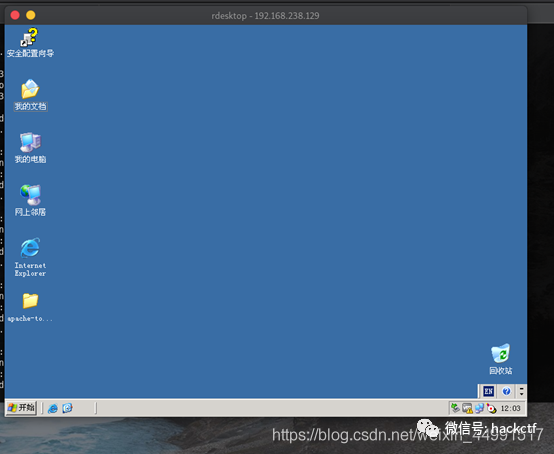 rdesktop - 192.168.238.129
安全配置向导
我的文档
我的电脑
网上邻居
Internet
Explorer
apache-to...
回收站
EN
开始
12:03
微信号: hackctf
https://blog.csdn.net/weixin_44991517